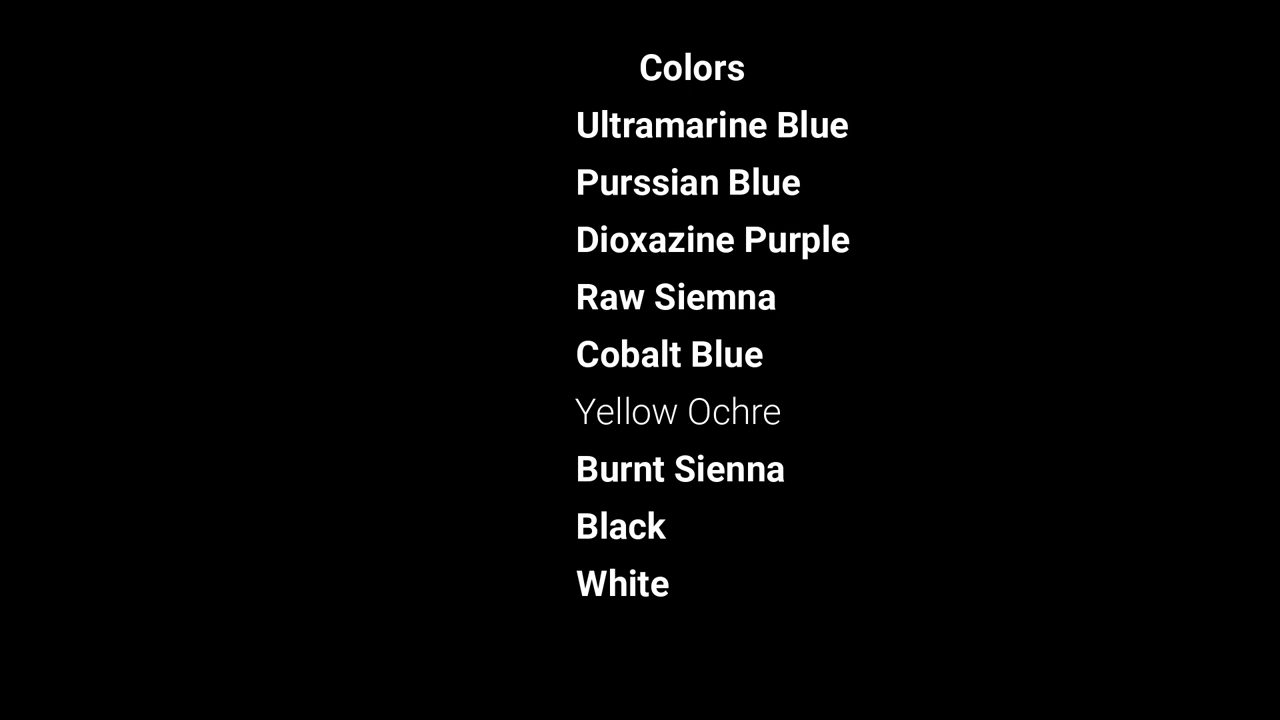 Colors
Ultramarine Blue
Purssian Blue
Dioxazine Purple
Raw Siemna
Cobalt Blue
Yellow Ochre
Burnt Sienna
Black
White